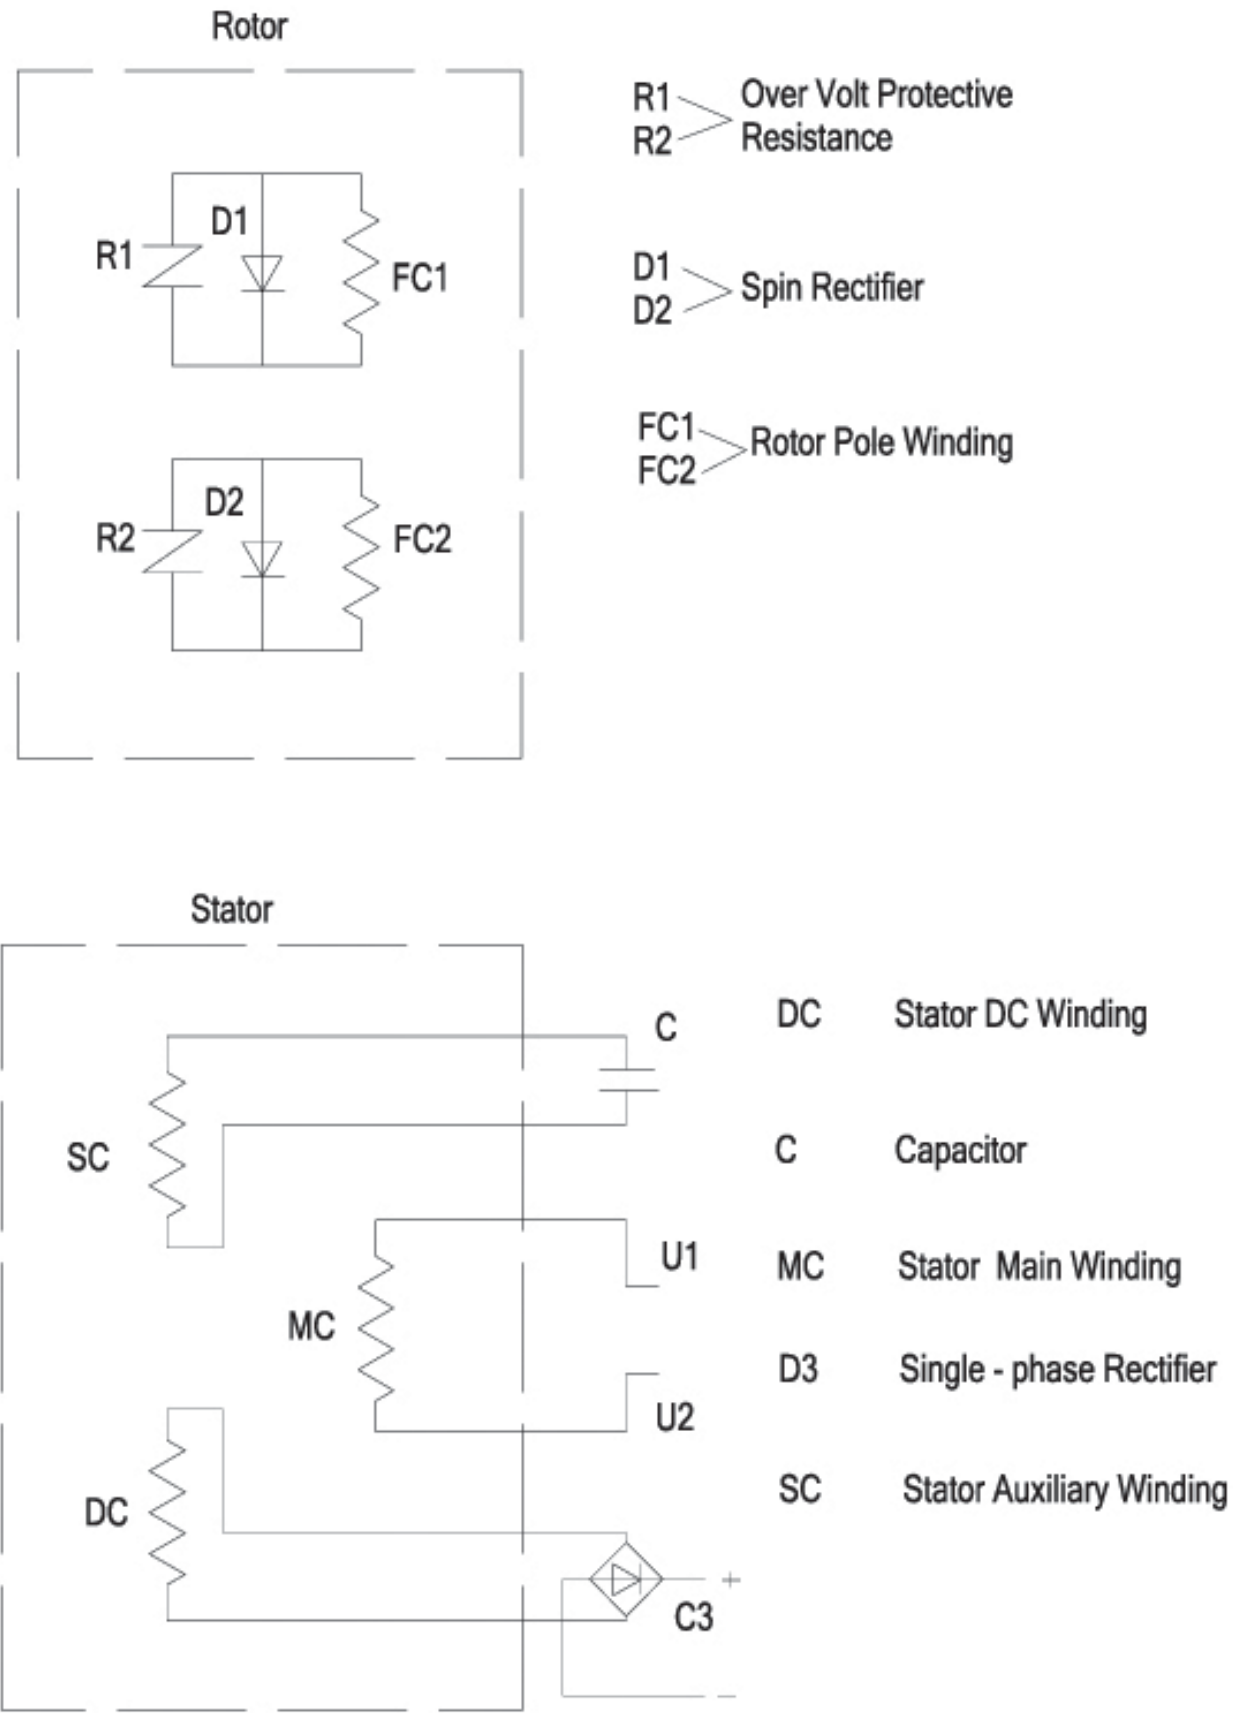 Rotor
R1
R2
Over Volt Protective
Resistance
D1
R1
FC1
D1
D2
Spin Rectifier
FC1
FC2
Rotor Pole Winding
D2
R2
FC2
Stator
C
DC Stator DC Winding
SC
C Capacitor
U1
MC Stator Main Winding
MC
D3 Single - phase Rectifier
U2
SC Stator Auxiliary Winding
DC
+
C3
-